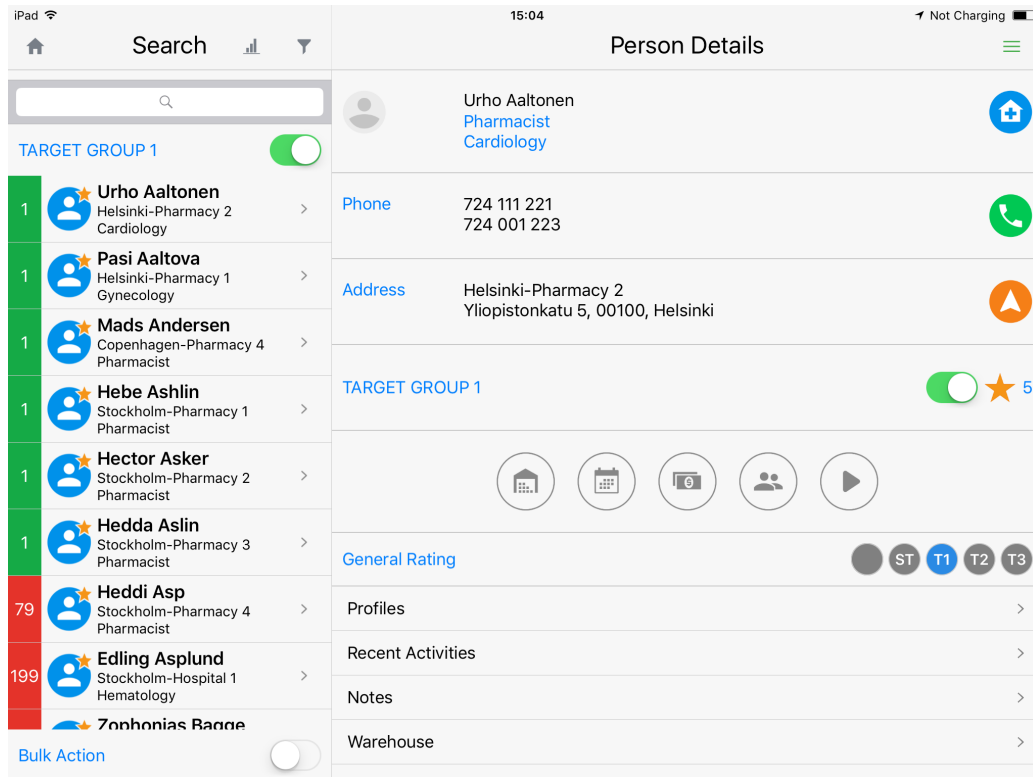 iPad
15:04
Not Charging
Search
Person Details
TARGET GROUP 1
1
Urho Aaltonen
Helsinki-Pharmacy 2
Cardiology
1
Pasi Aaltova
Helsinki-Pharmacy 1
Gynecology
1
Mads Andersen
Copenhagen-Pharmacy 4
Pharmacist
1
Hebe Ashlin
Stockholm-Pharmacy 1
Pharmacist
1
Hector Asker
Stockholm-Pharmacy 2
Pharmacist
1
Hedda Aslin
Stockholm-Pharmacy 3
Pharmacist
79
Heddi Asp
Stockholm-Pharmacy 4
Pharmacist
199
Edling Asplund
Stockholm-Hospital 1
Hematology
Zophonias Bagge
Bulk Action
Urho Aaltonen
Pharmacist
Cardiology
Phone
724 111 221
724 001 223
Address
Helsinki-Pharmacy 2
Yliopistonkatu 5, 00100, Helsinki
TARGET GROUP 1
5
General Rating
ST T1 T2 T3
Profiles
Recent Activities
Notes
Warehouse